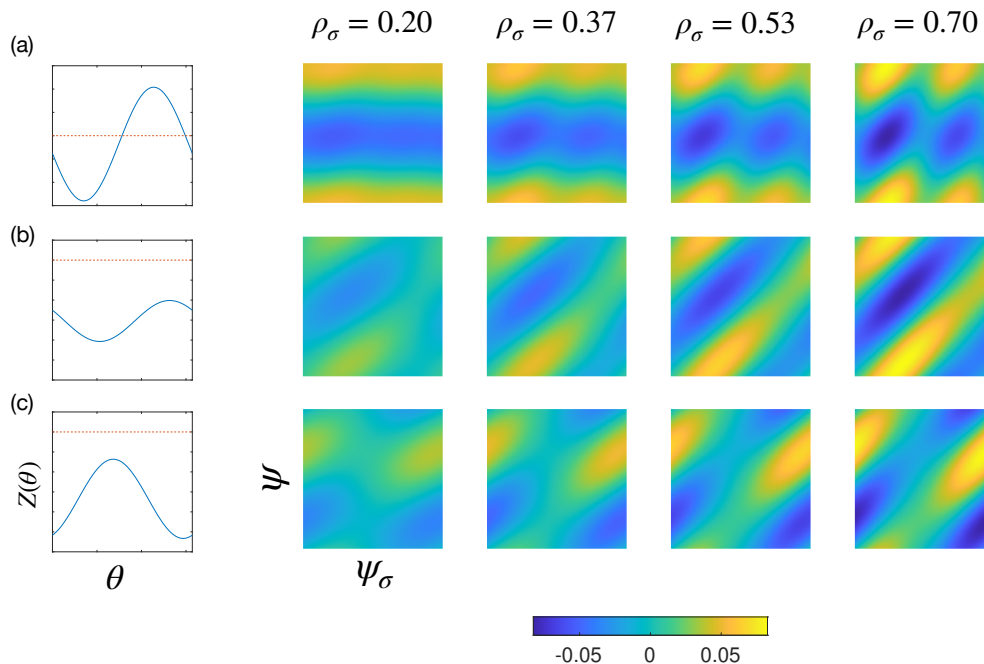 ρσ = 0.20 ρσ = 0.37 ρσ = 0.53 ρσ = 0.70
(a)
(b)
(c)
Z(θ)
θ
ψ
ψσ
-0.05 0 0.05